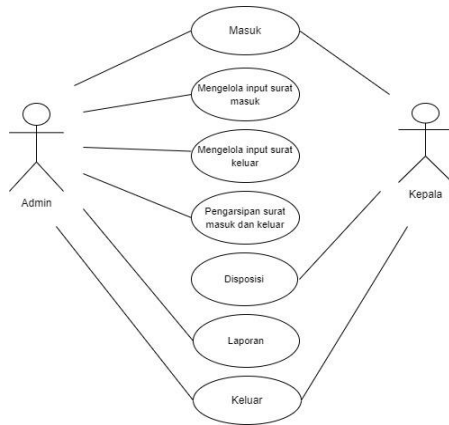 Masuk
Mengelola input surat
masuk
Mengelola input surat
keluar
Admin
Kepala
Pengarsipan surat
masuk dan keluar
Disposisi
Laporan
Keluar